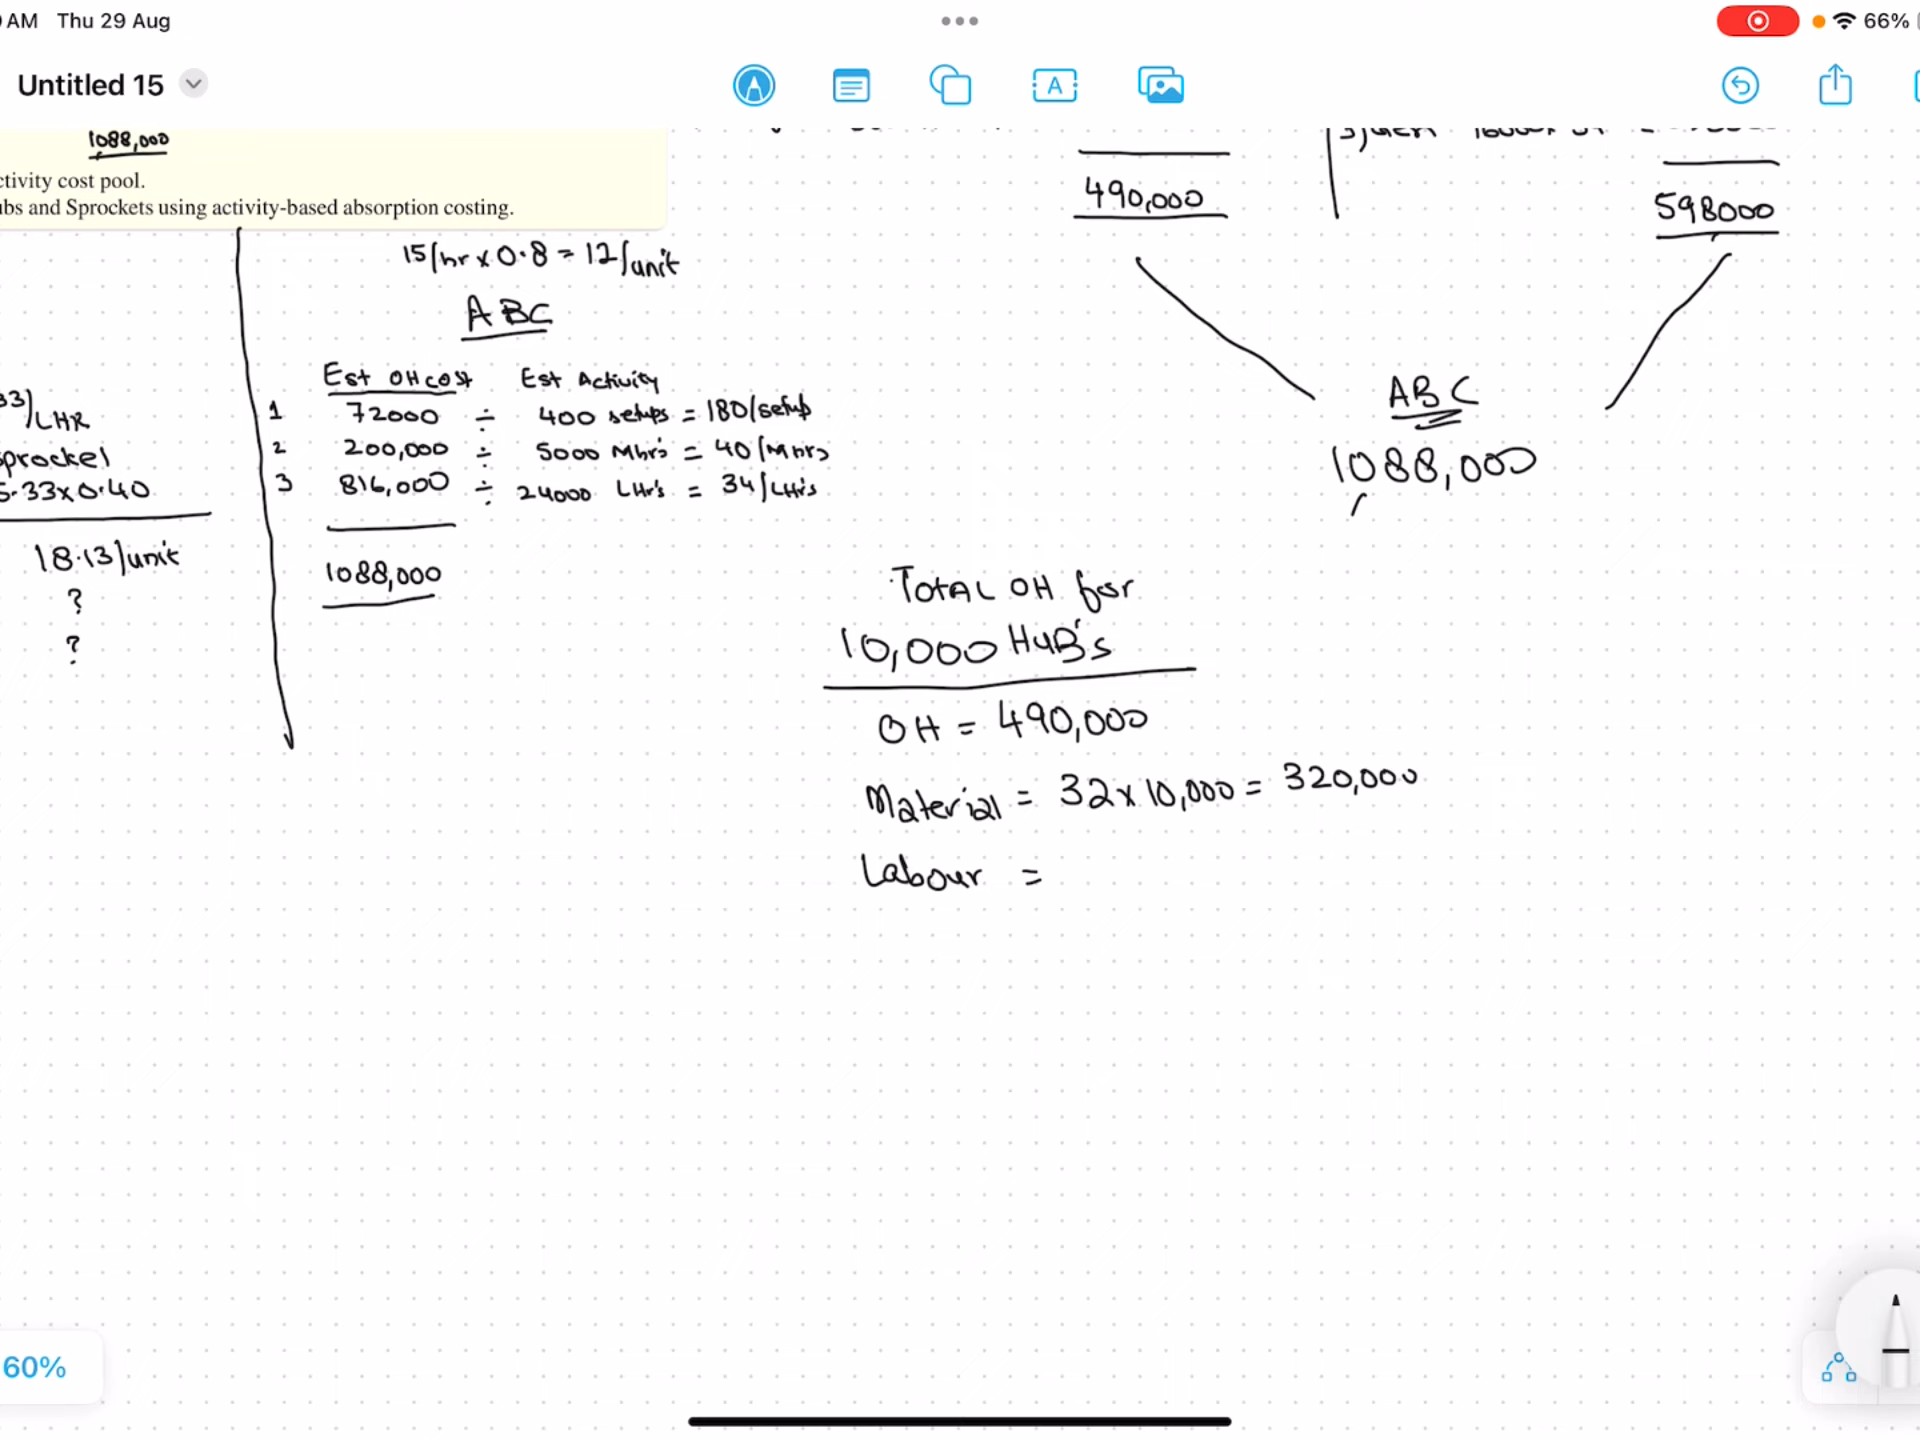 AM Thu 29 Aug
66%
Untitled 15
1088,000
ctivity cost pool.
ubs and Sprockets using activity-based absorption costing.
490,000
598000
15/hr x 0.8 = 12/unit
ABC
Est OH cost Est Activity
1 72000 ÷ 400 setups = 180/setup
2 200,000 ÷ 5000 Mhr's = 40/Mhrs
3 816,000 ÷ 24000 LHr's = 34/LHr's
1088,000
33/LHR
sprocket
5.33x0.40
18.13/unit
?
?
ABC
1088,000
Total OH for
10,000 HUB's
OH = 490,000
Material = 32 x 10,000 = 320,000
Labour =
60%